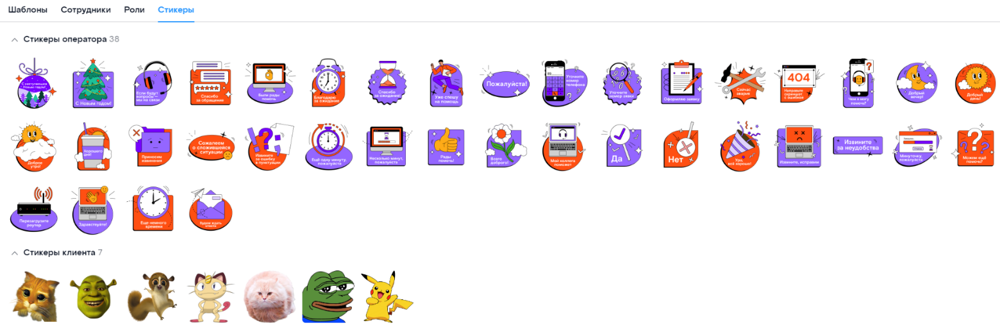 Шаблоны Сотрудники Роли Стикеры
Стикеры оператора 38
С наступающим
Новым годом!
С Новым годом!
Если будут
вопросы —
мы на связи
Спасибо
за обращение
Были рады
помочь
Благодарю
за ожидание
Спасибо
за ожидание!
Уже спешу
на помощь
Пожалуйста!
Уточните
номер
телефона
Уточните
Оформляю заявку
Сейчас
авария
404
Направьте
скриншот
с ошибкой
Чем я могу
помочь?
Добрый
вечер!
Добрый
день!
Доброе
утро!
Хорошего
дня!
Приносим
извинения
Сожалеем
о сложившейся
ситуации
Извините
за ошибку
в пунктуации
Ещё одну минуту,
пожалуйста
Несколько минут,
пожалуйста
Рады
помочь!
Всего
доброго!
Мой коллега
поможет
Да
Нет
Ура,
всё хорошо!
Извините, исправим
Извините
за неудобства
Минуточку,
пожалуйста
Можем ещё
помочь?
Перезагрузите
роутер
Здравствуйте!
Еще немного
времени
Будем ждать
ответа
Стикеры клиента 7